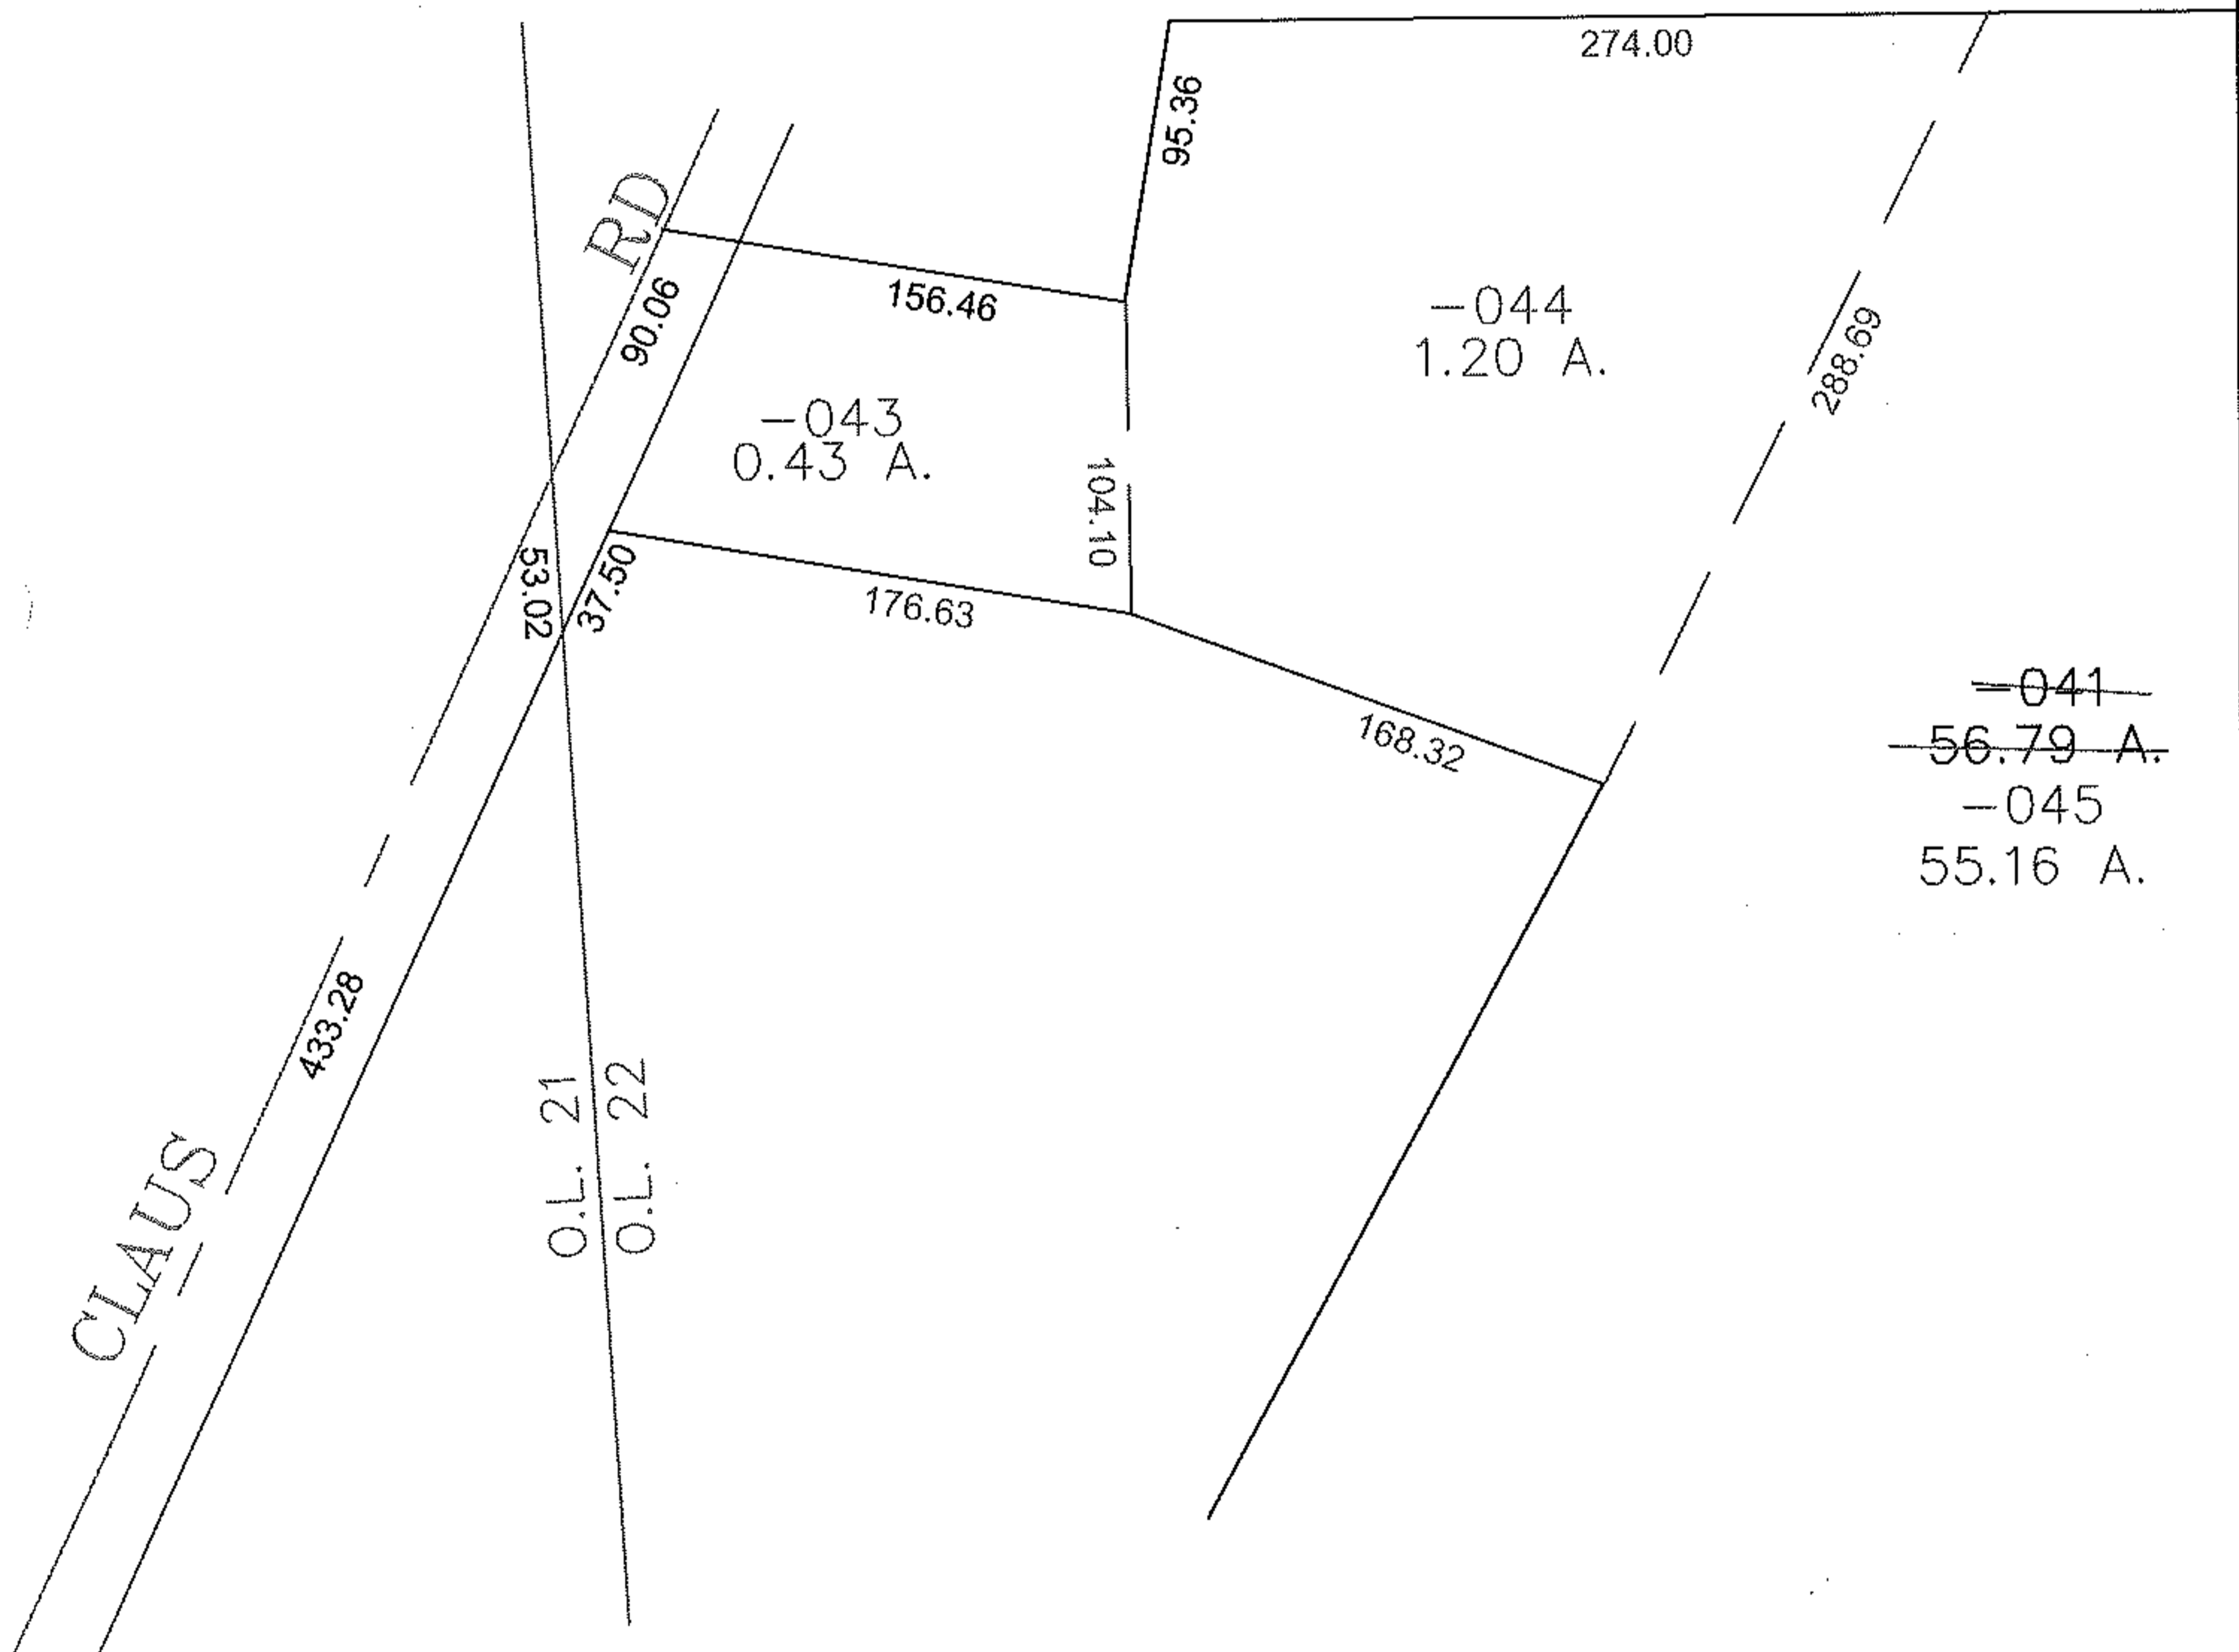 274.00
95.36
RD
90.06
156.46
-044
1.20 A.
288.69
-043
0.43 A.
104.10
53.02
37.50
176.63
168.32
-041
56.79 A.
-045
55.16 A.
433.28
O.L. 21
O.L. 22
CLAUS